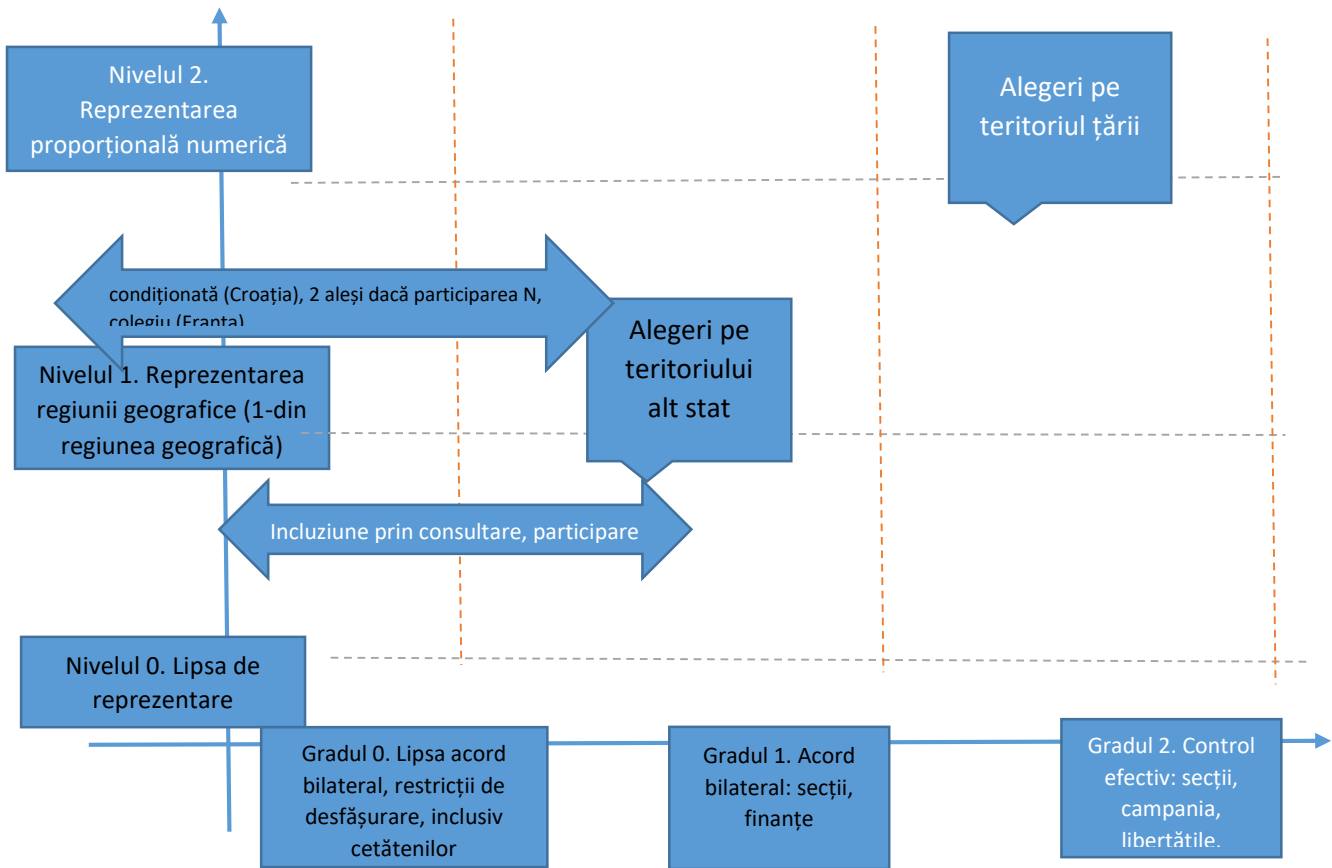 Nivelul 2.
Reprezentarea
proporțională numerică
Alegeri pe
teritoriul țării
condiționată (Croația), 2 aleși dacă participarea N,
colegiu (Franța)
Alegeri pe
teritoriului
alt stat
Nivelul 1. Reprezentarea
regiunii geografice (1-din
regiunea geografică)
Incluziune prin consultare, participare
Nivelul 0. Lipsa de
reprezentare
Gradul 0. Lipsa acord
bilateral, restricții de
desfășurare, inclusiv
cetățenilor
Gradul 1. Acord
bilateral: secții,
finanțe
Gradul 2. Control
efectiv: secții,
campania,
libertățile.